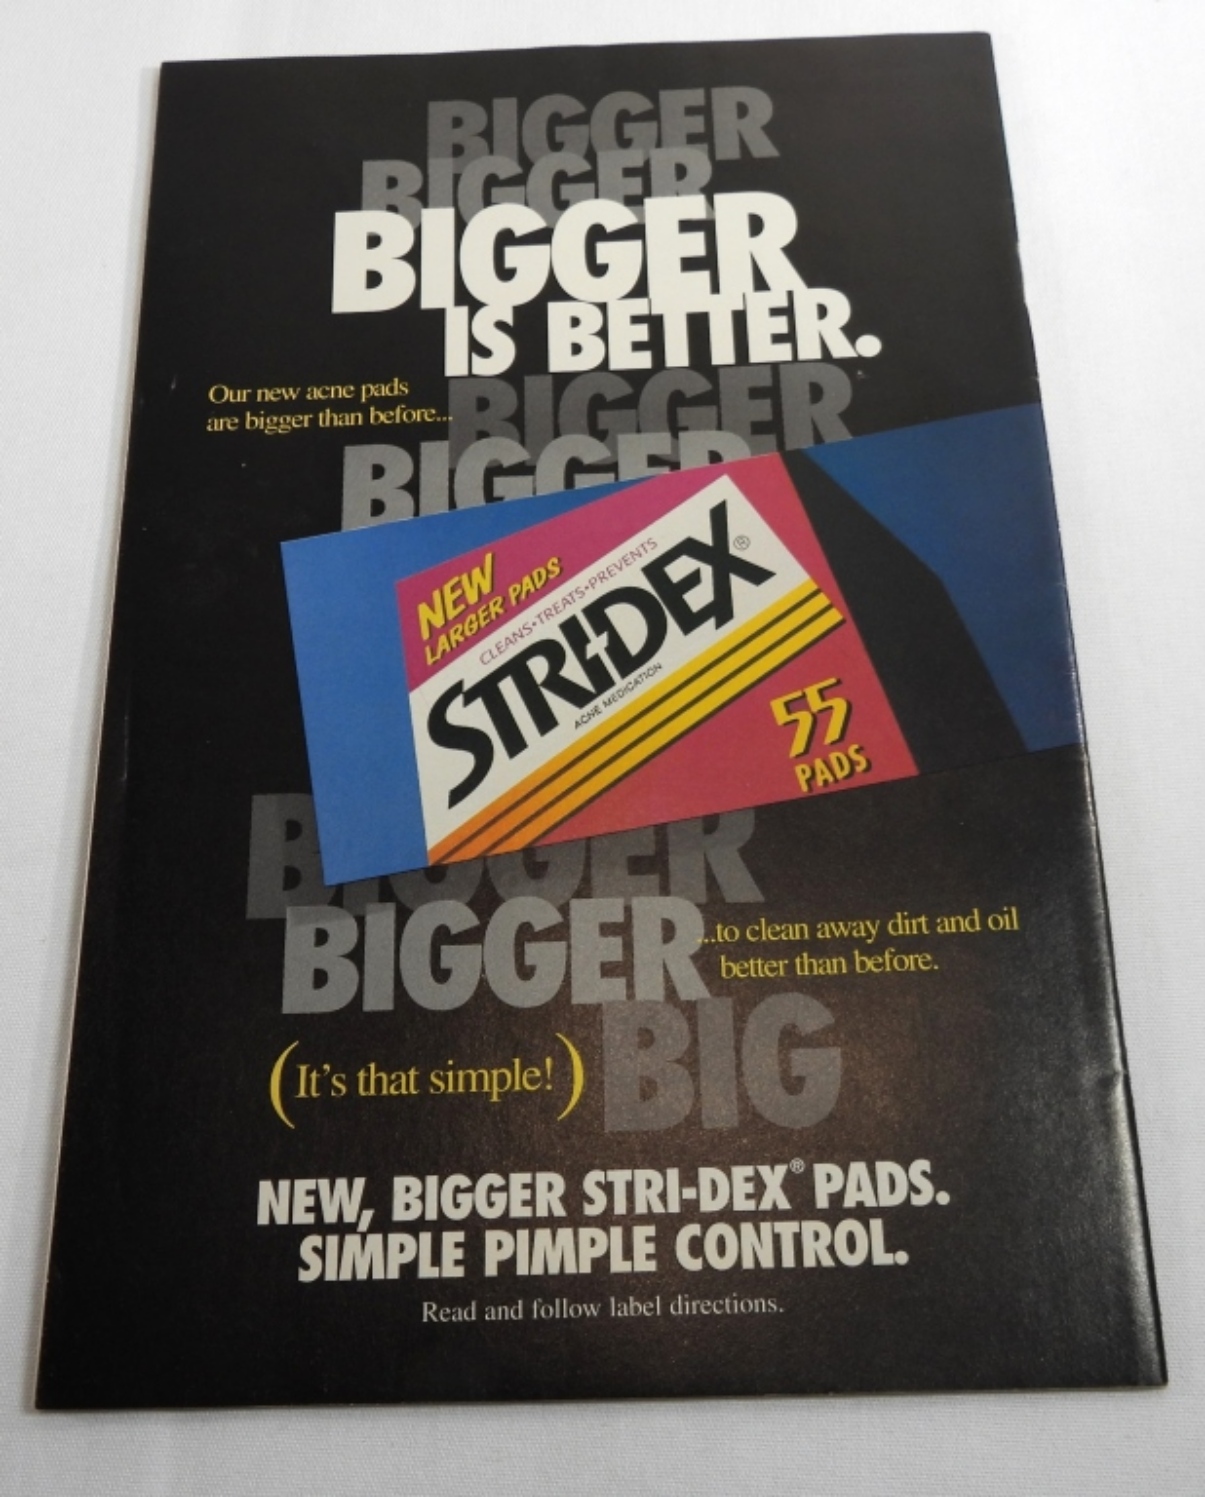 BIGGER
BIGGER
BIGGER
IS BETTER.
Our new acne pads
are bigger than before...
BIGGER
BIGGER
NEW
LARGER PADS
CLEANS•TREATS•PREVENTS
STRI-DEX®
ACNE MEDICATION
55
PADS
BIGGER
BIGGER
...to clean away dirt and oil
better than before.
BIG
(It's that simple!)
NEW, BIGGER STRI-DEX® PADS.
SIMPLE PIMPLE CONTROL.
Read and follow label directions.